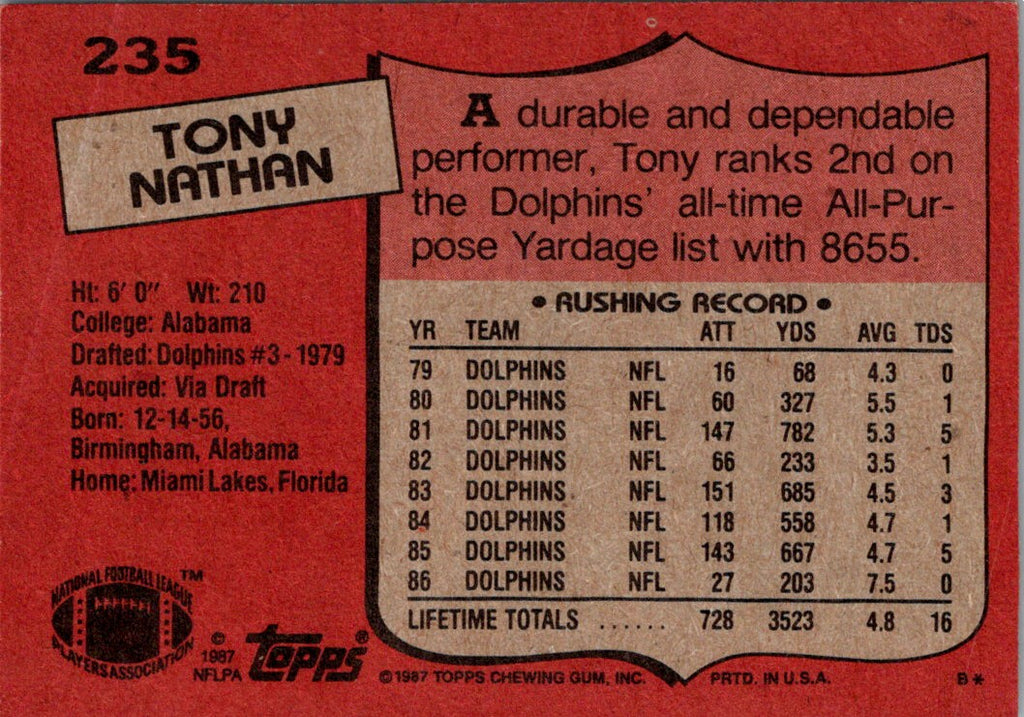 235
TONY
NATHAN
A durable and dependable
performer, Tony ranks 2nd on
the Dolphins' all-time All-Pur-
pose Yardage list with 8655.
Ht: 6' 0" Wt: 210
College: Alabama
Drafted: Dolphins #3 - 1979
Acquired: Via Draft
Born: 12-14-56,
Birmingham, Alabama
Home: Miami Lakes, Florida
• RUSHING RECORD •
YR TEAM ATT YDS AVG TDS
79 DOLPHINS NFL 16 68 4.3 0
80 DOLPHINS NFL 60 327 5.5 1
81 DOLPHINS NFL 147 782 5.3 5
82 DOLPHINS NFL 66 233 3.5 1
83 DOLPHINS NFL 151 685 4.5 3
84 DOLPHINS NFL 118 558 4.7 1
85 DOLPHINS NFL 143 667 4.7 5
86 DOLPHINS NFL 27 203 7.5 0
LIFETIME TOTALS ...... 728 3523 4.8 16
NATIONAL FOOTBALL LEAGUE ™
PLAYERS ASSOCIATION
© 1987 NFLPA
Topps ®
© 1987 TOPPS CHEWING GUM, INC. PRTD. IN U.S.A. B*